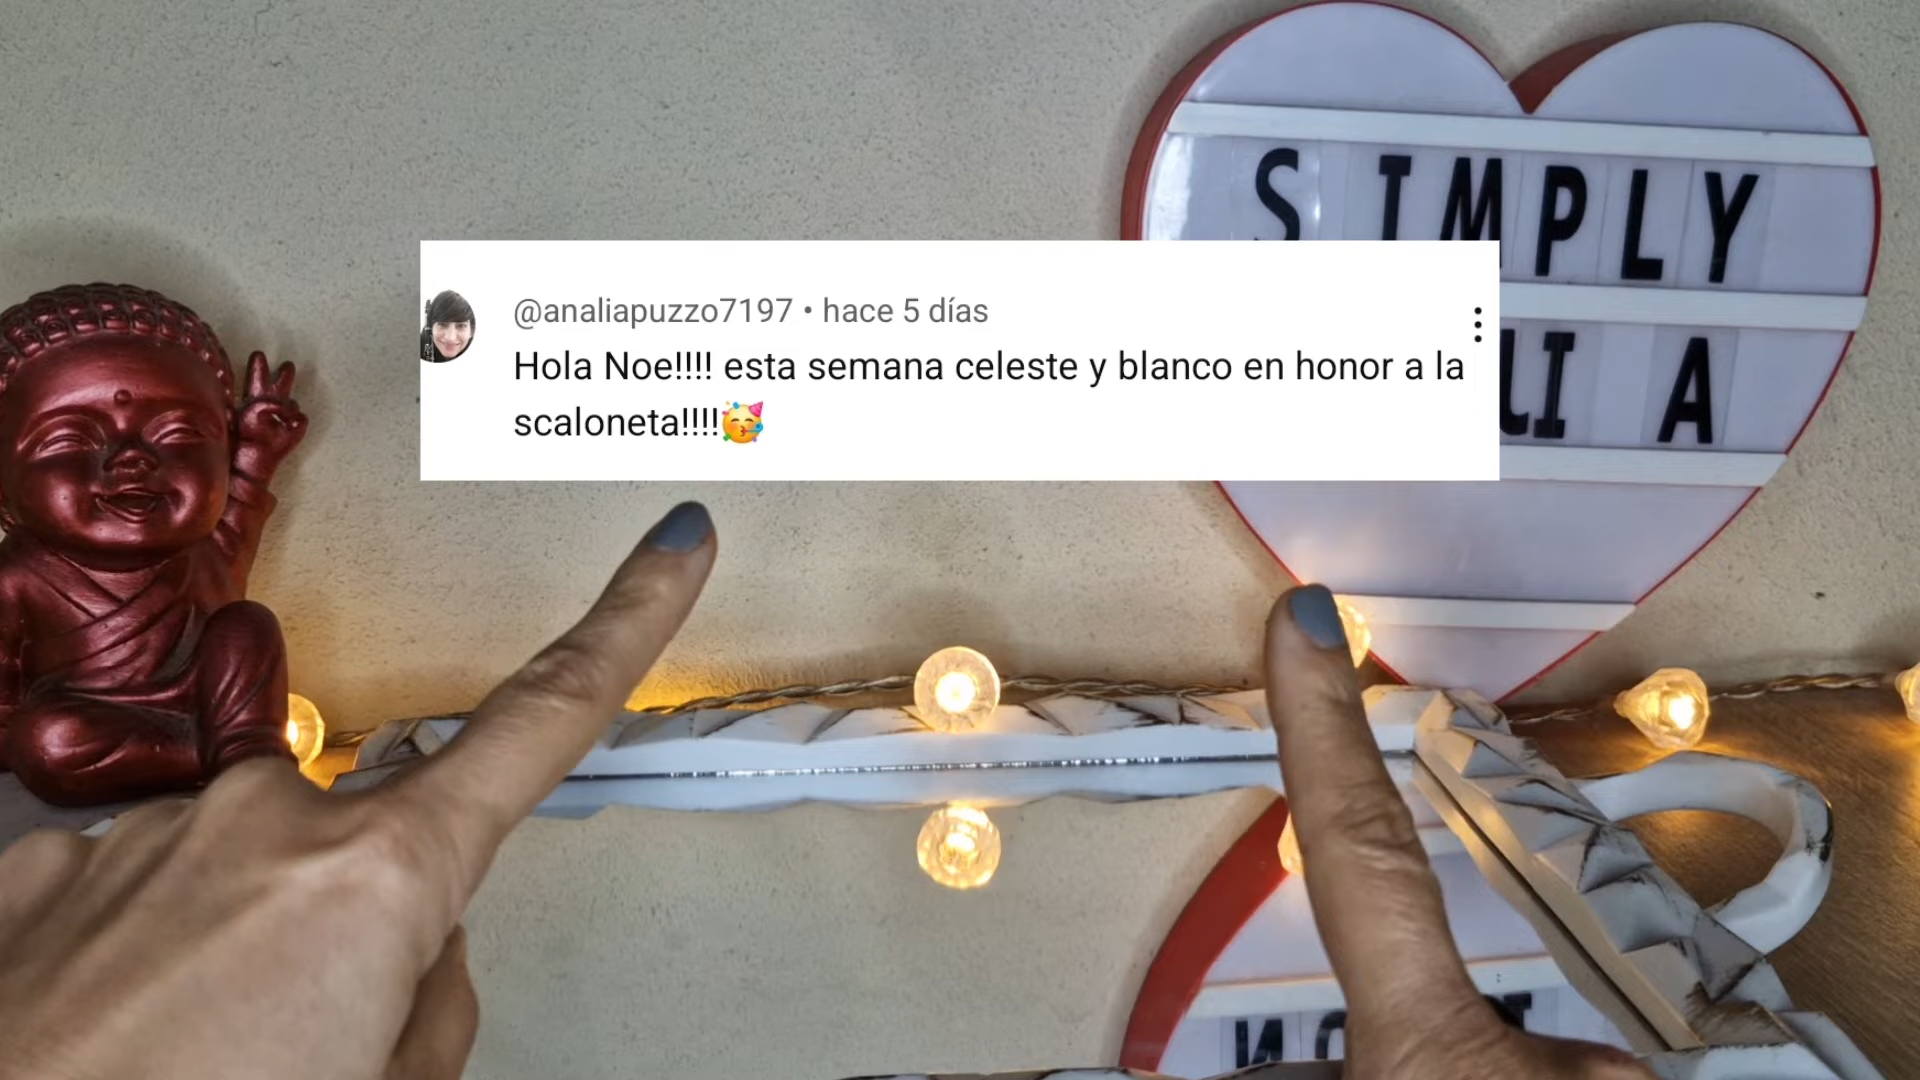 SIMPLY
@analiapuzzo7197 • hace 5 días
Hola Noe!!!! esta semana celeste y blanco en honor a la
scaloneta!!!!🥳